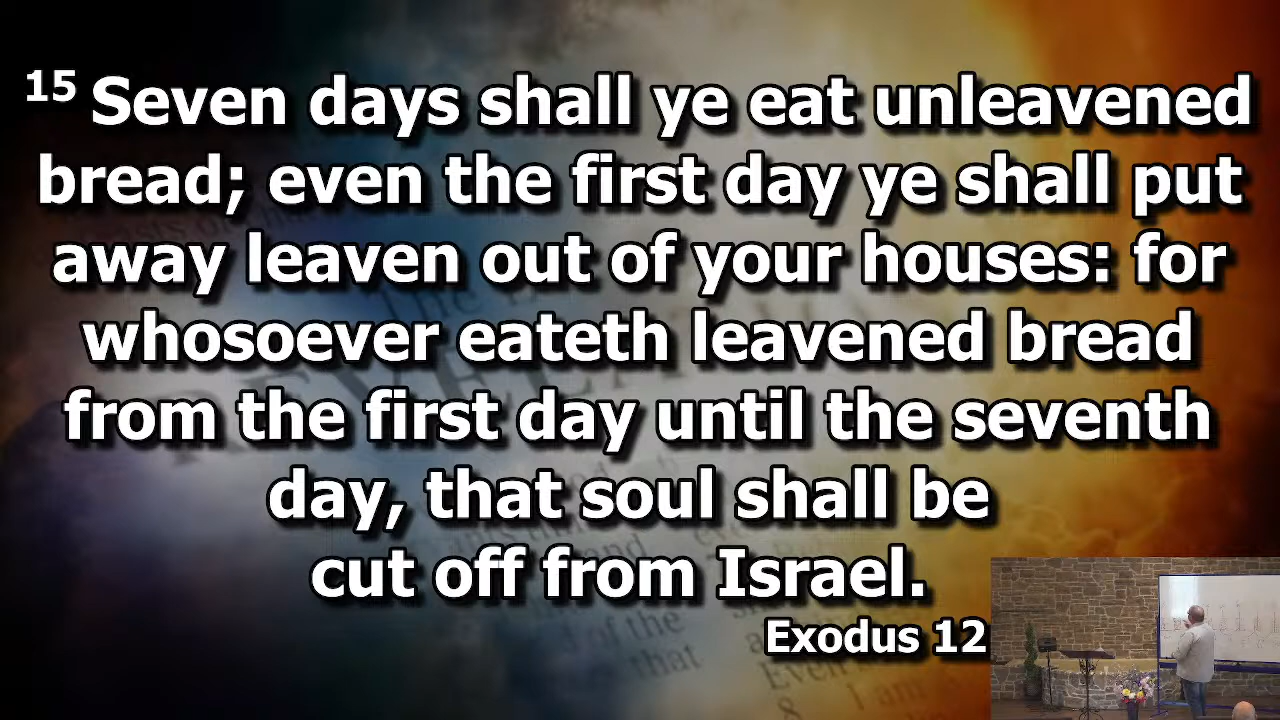 15 Seven days shall ye eat unleavened
bread; even the first day ye shall put
away leaven out of your houses: for
whosoever eateth leavened bread
from the first day until the seventh
day, that soul shall be
cut off from Israel.
Exodus 12